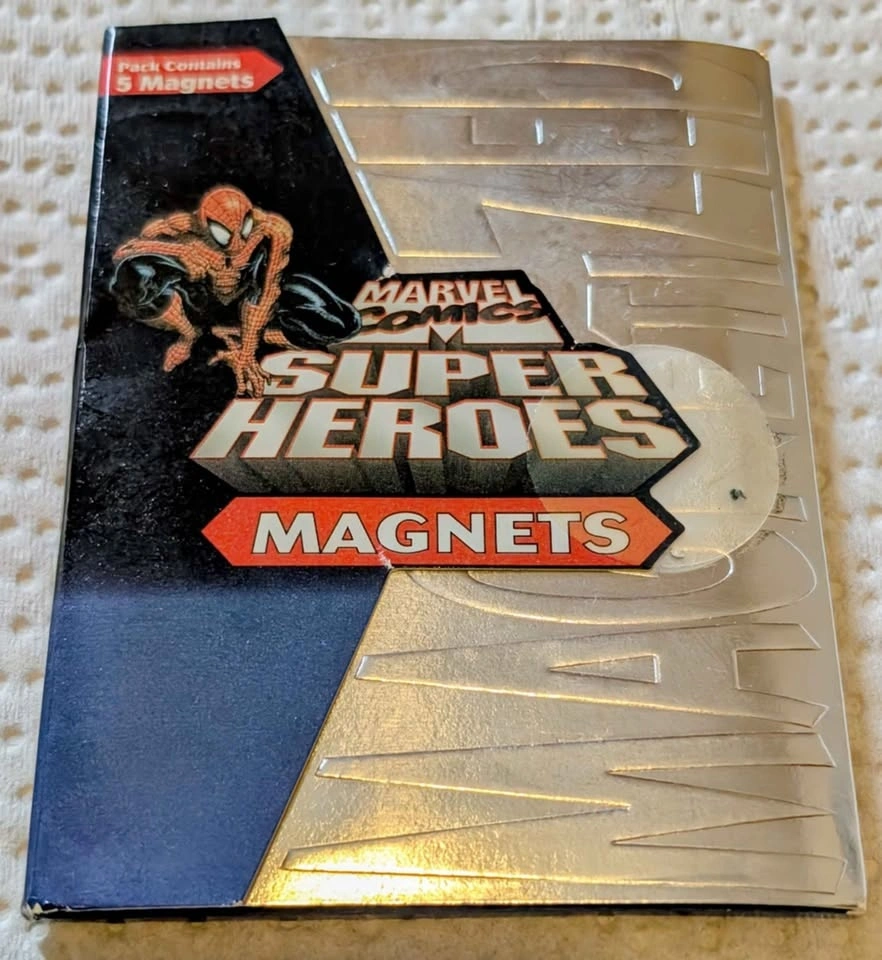 Pack Contains
5 Magnets
MARVEL
COMICS
SUPER
HEROES
MAGNETS